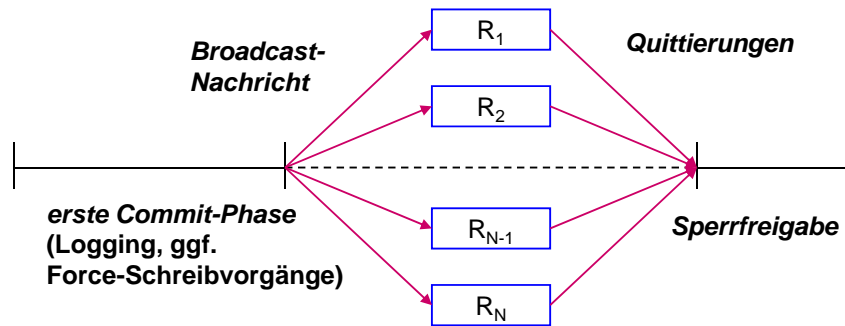 Broadcast-
Nachricht
R1
R2
Quittierungen
erste Commit-Phase
(Logging, ggf.
Force-Schreibvorgänge)
RN-1
RN
Sperrfreigabe